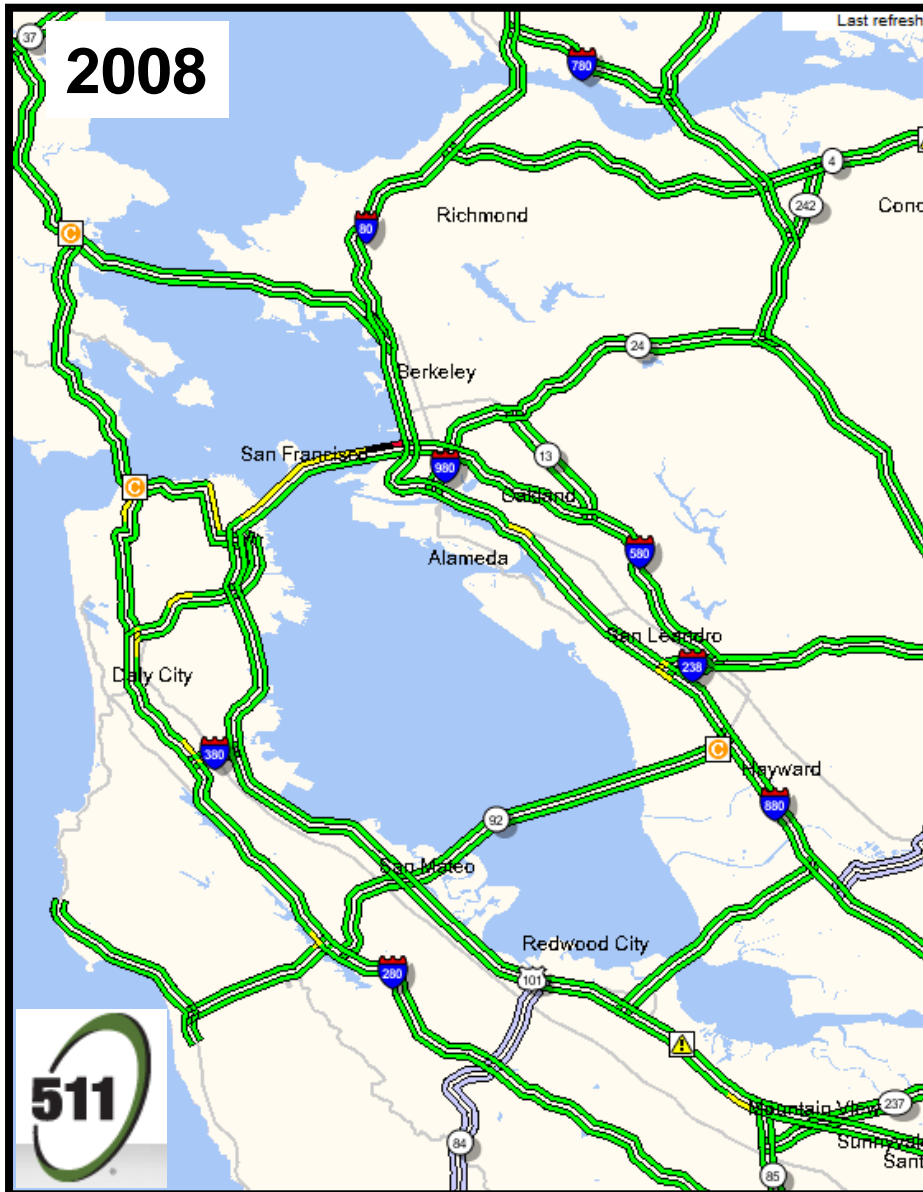 Last refresh
37
2008
780
4
242
Conc
Richmond
80
24
Berkeley
San Francisco
13
980
Oakland
580
Alameda
San Leandro
238
Daly City
C
C
C
380
Hayward
880
92
San Mateo
Redwood City
280
101
511
Mountain View
237
Sunnyval
Sant
84
85